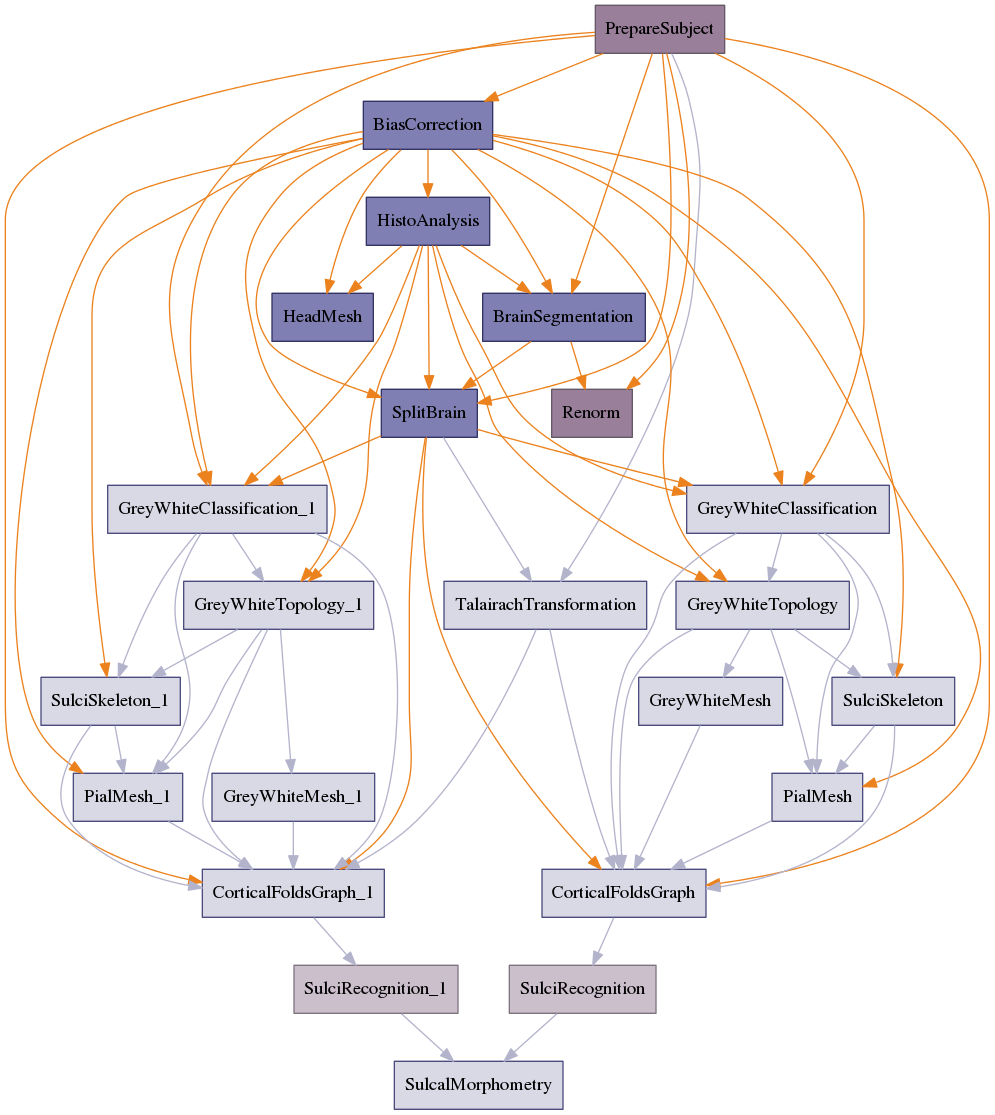 PrepareSubject
BiasCorrection
HistoAnalysis
HeadMesh
BrainSegmentation
SplitBrain
Renorm
GreyWhiteClassification_1
GreyWhiteClassification
GreyWhiteTopology_1
TalairachTransformation
GreyWhiteTopology
SulciSkeleton_1
GreyWhiteMesh
SulciSkeleton
PialMesh_1
GreyWhiteMesh_1
PialMesh
CorticalFoldsGraph_1
CorticalFoldsGraph
SulciRecognition_1
SulciRecognition
SulcalMorphometry